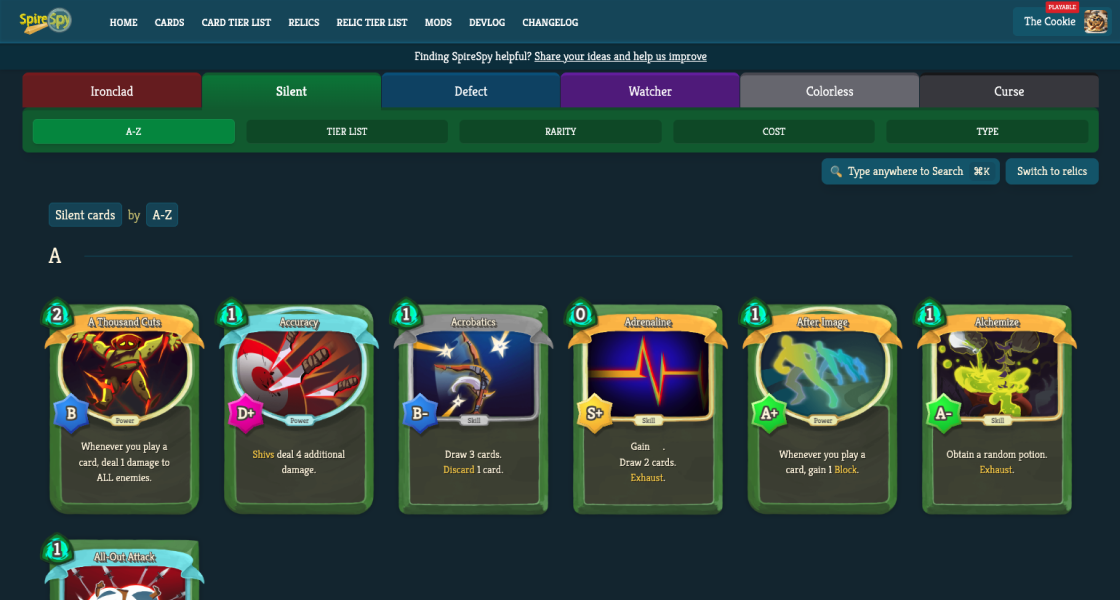 SpireSpy
HOME CARDS CARD TIER LIST RELICS RELIC TIER LIST MODS DEVLOG CHANGELOG
PLAYABLE
The Cookie
Finding SpireSpy helpful? Share your ideas and help us improve
Ironclad Silent Defect Watcher Colorless Curse
A-Z TIER LIST RARITY COST TYPE
Type anywhere to Search ⌘K Switch to relics
Silent cards by A-Z
A
2
A Thousand Cuts
B
Power
Whenever you play a
card, deal 1 damage to
ALL enemies.
1
Accuracy
D+
Power
Shivs deal 4 additional
damage.
1
Acrobatics
B-
Skill
Draw 3 cards.
Discard 1 card.
0
Adrenaline
S+
Skill
Gain .
Draw 2 cards.
Exhaust.
1
After Image
A+
Power
Whenever you play a
card, gain 1 Block.
1
Alchemize
A-
Skill
Obtain a random potion.
Exhaust.
1
All-Out Attack